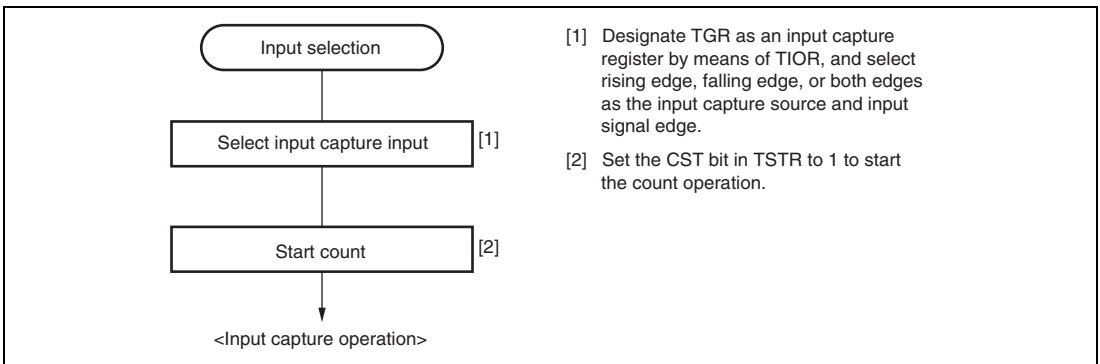 Input selection
Select input capture input
[1]
Start count
[2]
<Input capture operation>
[1] Designate TGR as an input capture
register by means of TIOR, and select
rising edge, falling edge, or both edges
as the input capture source and input
signal edge.
[2] Set the CST bit in TSTR to 1 to start
the count operation.